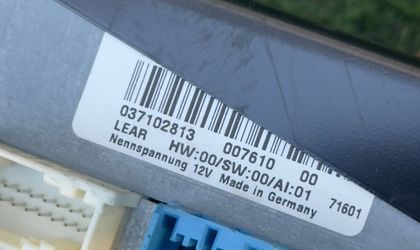 037102813 007610 00
LEAR HW:00/SW:00/AI:01 71601
Nennspannung 12V Made in Germany